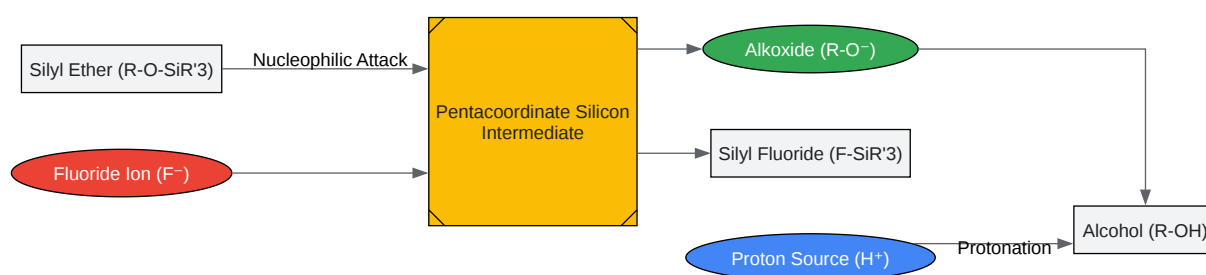 Silyl Ether (R-O-SiR'3)
Nucleophilic Attack
Fluoride Ion (F⁻)
Pentacoordinate Silicon
Intermediate
Alkoxide (R-O⁻)
Silyl Fluoride (F-SiR'3)
Proton Source (H⁺)
Protonation
Alcohol (R-OH)